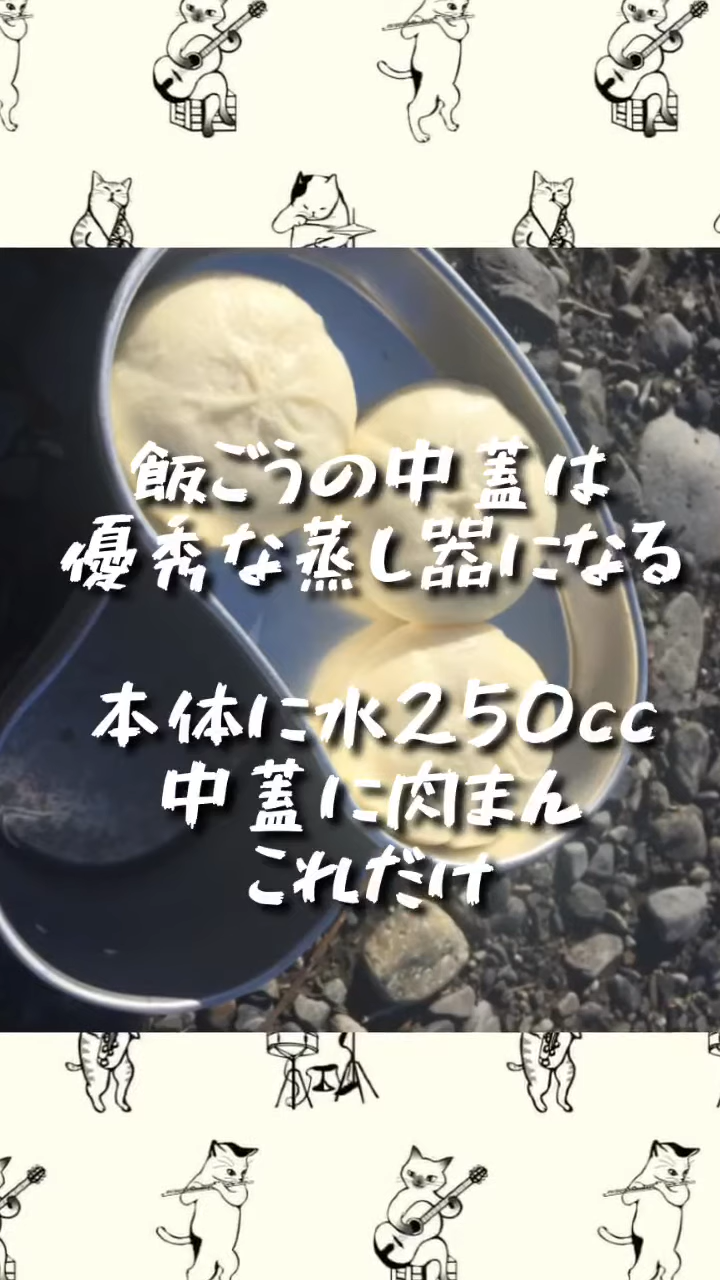 飯ごうの中蓋は
優秀な蒸し器になる
本体に水250cc
中蓋に肉まん
これだけ